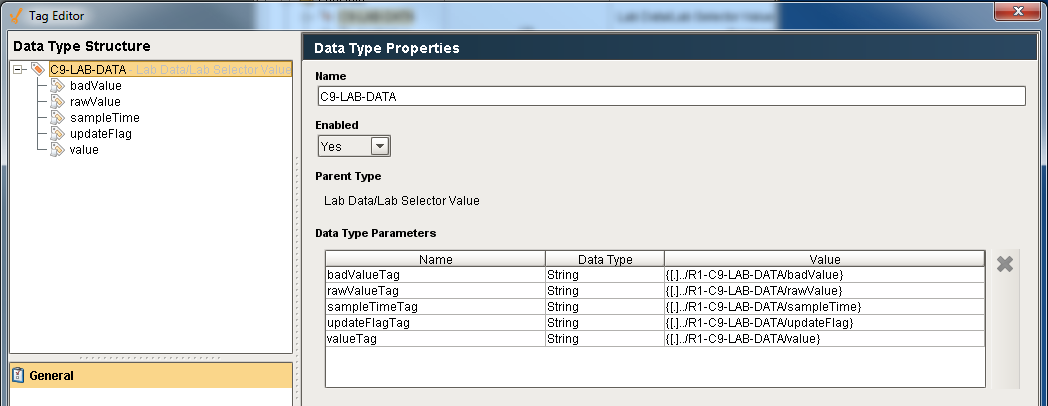 Tag Editor
Data Type Structure
C9-LAB-DATA - Lab Data/Lab Selector Value
badValue
rawValue
sampleTime
updateFlag
value
General
Data Type Properties
Name
C9-LAB-DATA
Enabled
Yes
Parent Type
Lab Data/Lab Selector Value
Data Type Parameters
Name Data Type Value
badValueTag String {[.]../R1-C9-LAB-DATA/badValue}
rawValueTag String {[.]../R1-C9-LAB-DATA/rawValue}
sampleTimeTag String {[.]../R1-C9-LAB-DATA/sampleTime}
updateFlagTag String {[.]../R1-C9-LAB-DATA/updateFlag}
valueTag String {[.]../R1-C9-LAB-DATA/value}